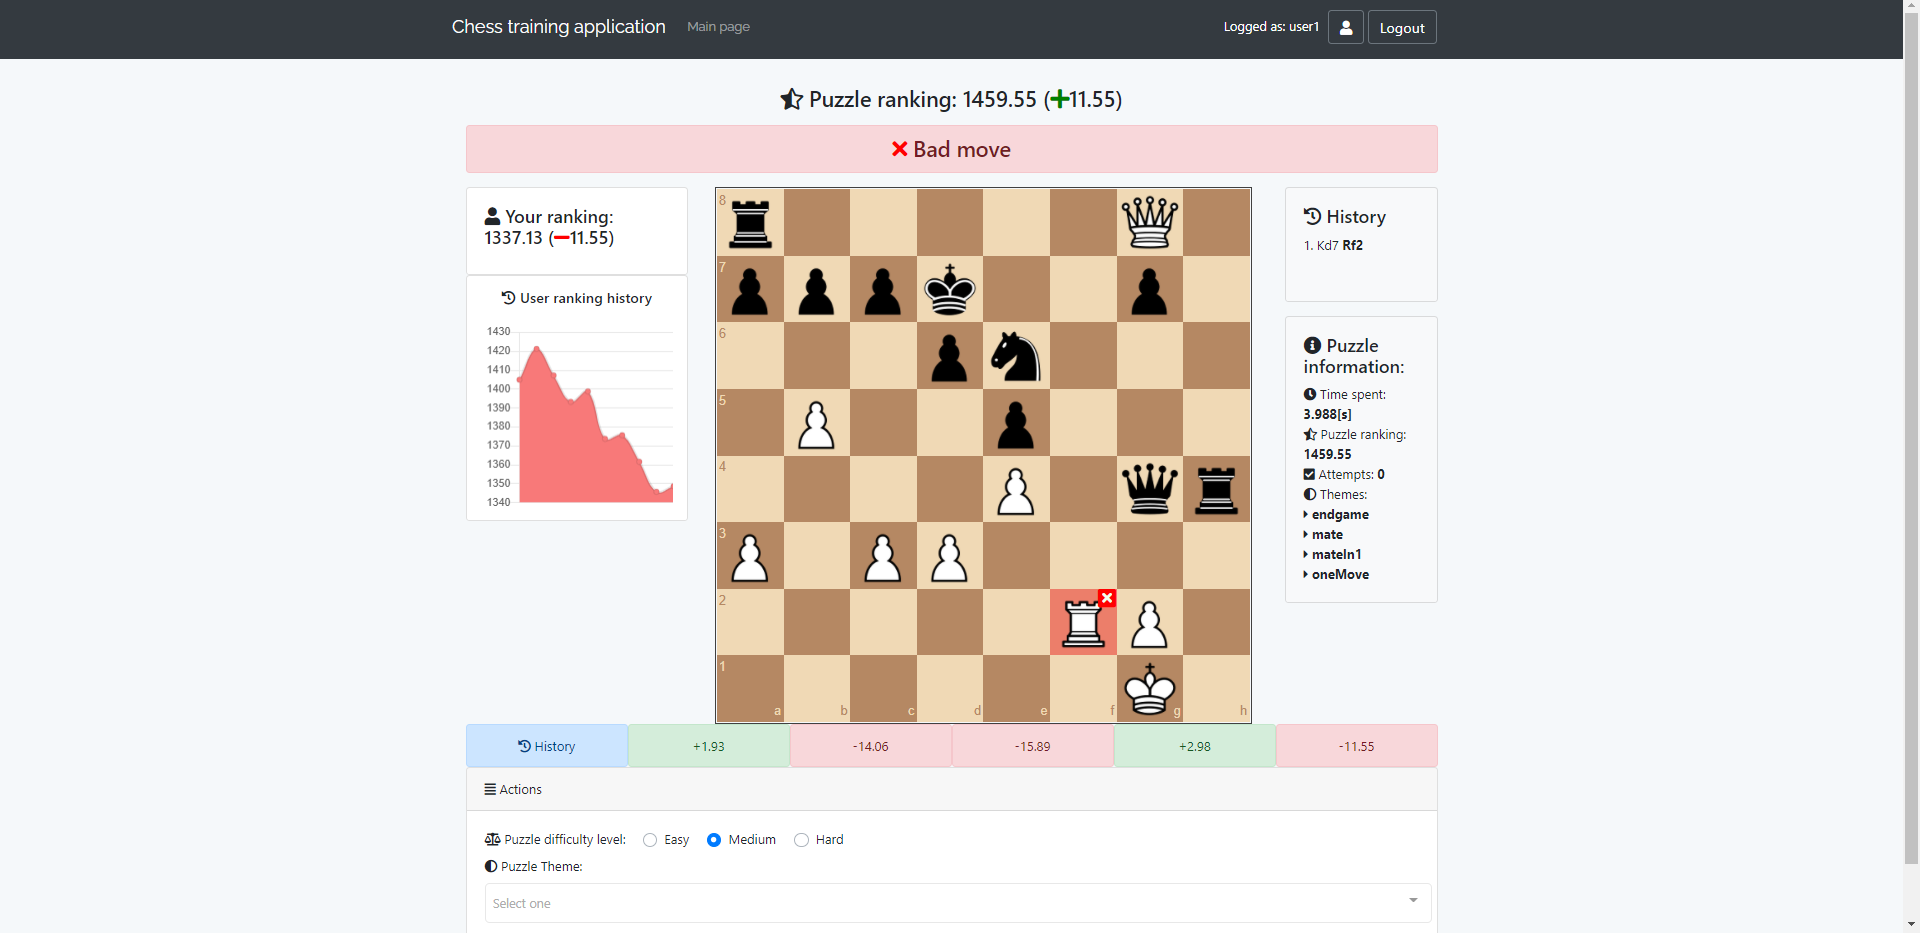 Chess training application Main page Logged as: user1 Logout
Puzzle ranking: 1459.55 (+11.55)
Bad move
Your ranking:
1337.13 (−11.55)
User ranking history
1430
1420
1410
1400
1390
1380
1370
1360
1350
1340
8
7
6
5
4
3
2
1
a b c d e f g h
History
1. Kd7 Rf2
Puzzle
information:
Time spent:
3.988[s]
Puzzle ranking:
1459.55
Attempts: 0
Themes:
endgame
mate
mateIn1
oneMove
History +1.93 -14.06 -15.89 +2.98 -11.55
Actions
Puzzle difficulty level: Easy Medium Hard
Puzzle Theme:
Select one